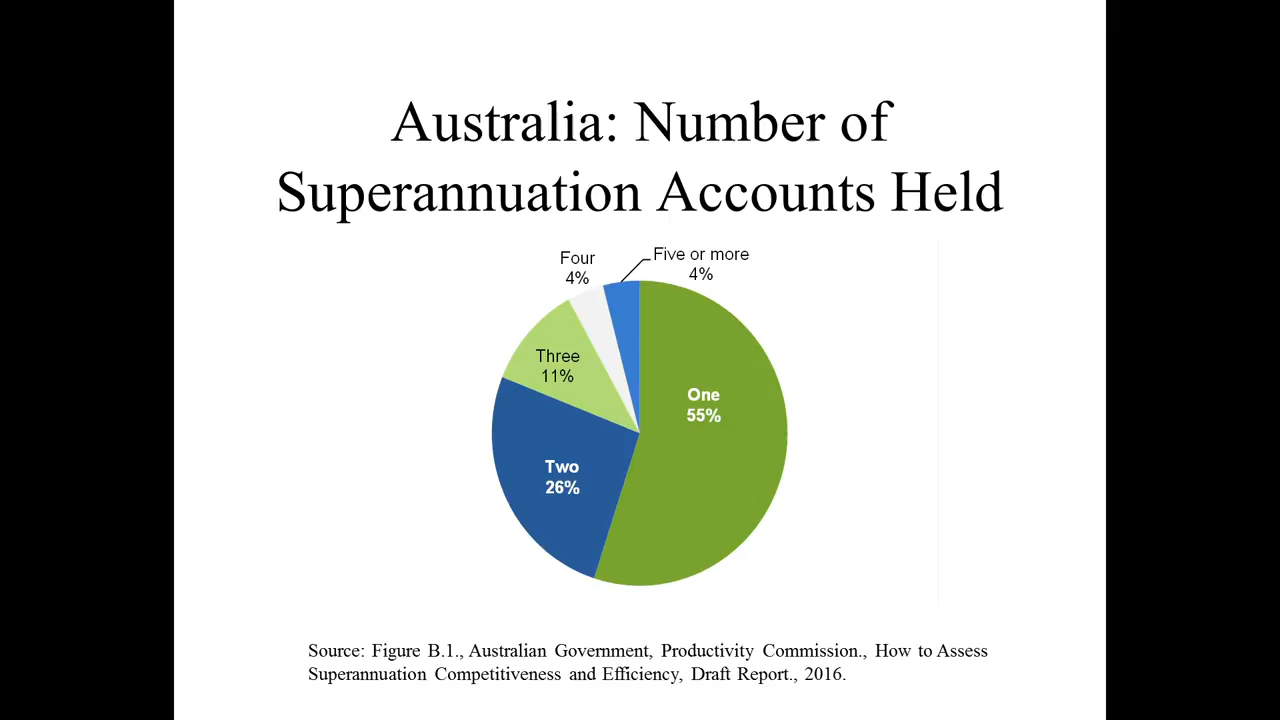 Australia: Number of
Superannuation Accounts Held
Four
4%
Five or more
4%
Three
11%
One
55%
Two
26%
Source: Figure B.1., Australian Government, Productivity Commission., How to Assess
Superannuation Competitiveness and Efficiency, Draft Report., 2016.